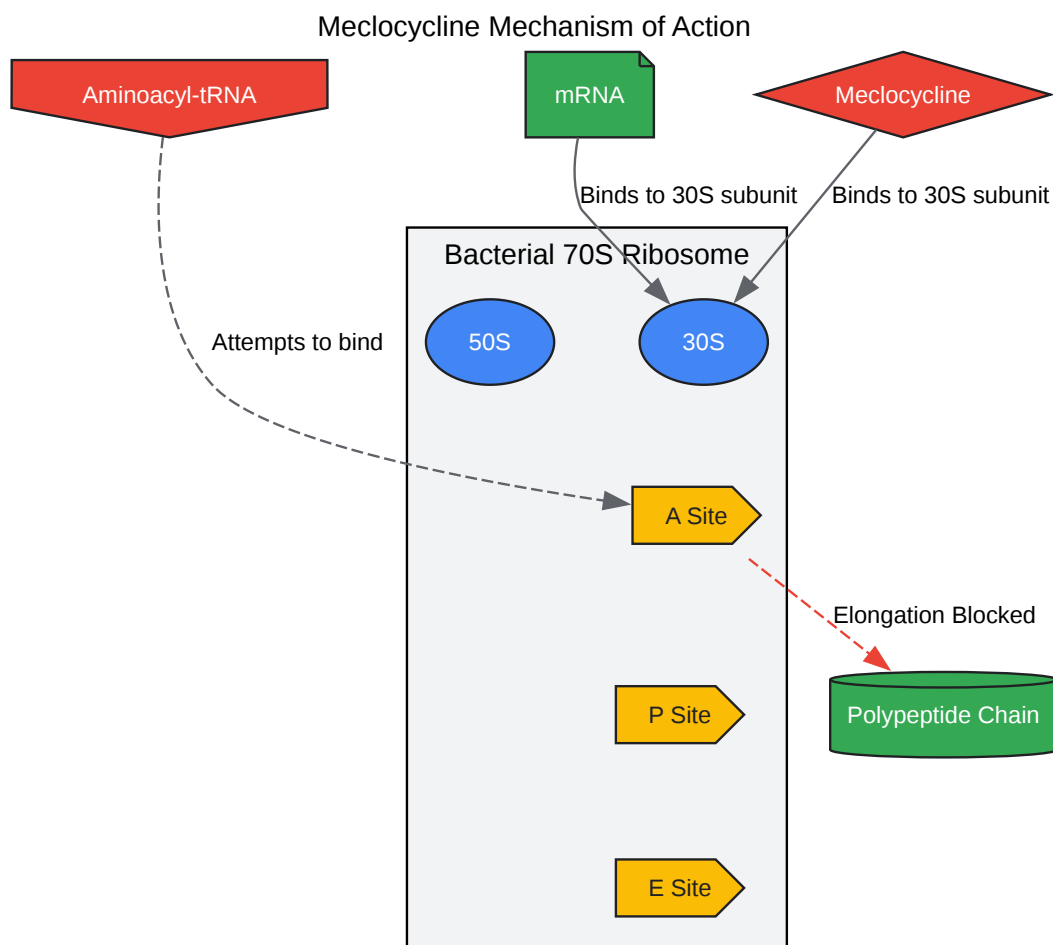 Meclocycline Mechanism of Action
Aminoacyl-tRNA
mRNA
Meclocycline
Binds to 30S subunit
Binds to 30S subunit
Bacterial 70S Ribosome
50S
30S
Attempts to bind
A Site
Elongation Blocked
P Site
Polypeptide Chain
E Site